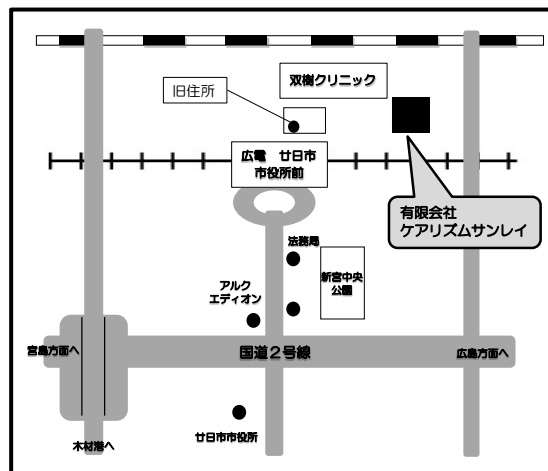 双樹クリニック
旧住所
広電　廿日市
市役所前
有限会社
ケアリズムサンレイ
法務局
新宮中央
公園
アルク
エディオン
宮島方面へ
国道２号線
広島方面へ
廿日市市役所
木材港へ